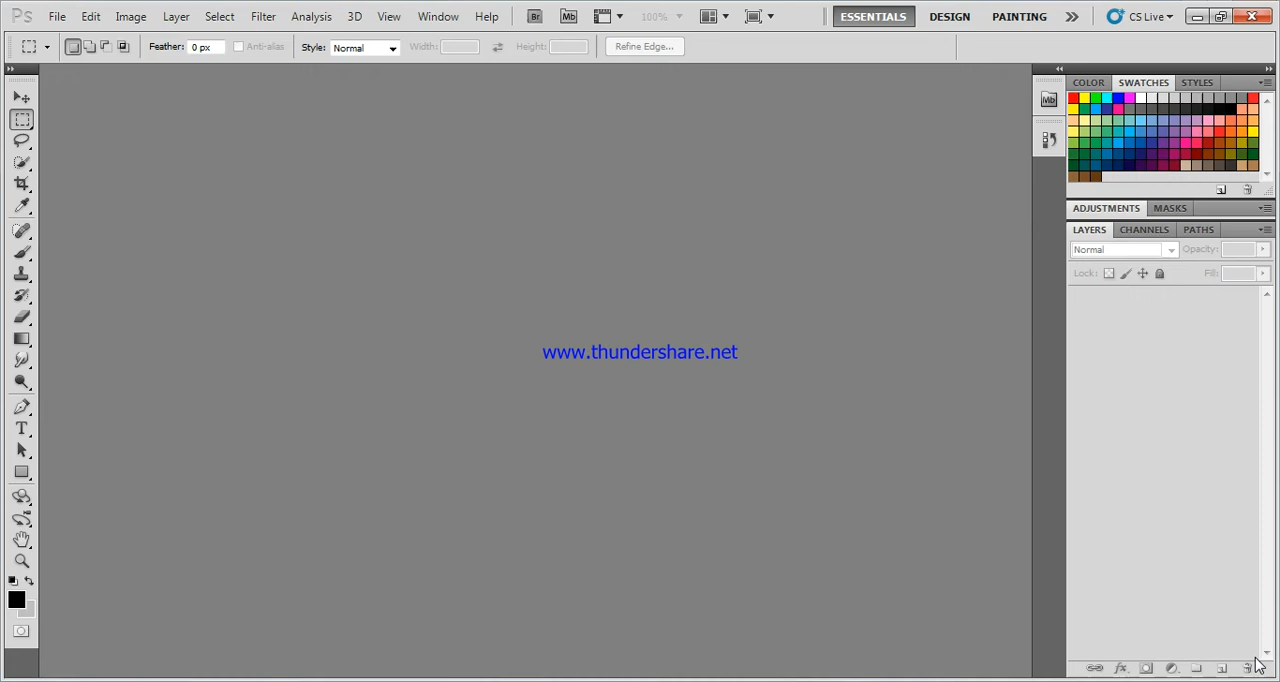 Ps File Edit Image Layer Select Filter Analysis 3D View Window Help Br Mb 100% ESSENTIALS DESIGN PAINTING CS Live
Feather: 0 px Anti-alias Style: Normal Width: Height: Refine Edge...
Mb
COLOR SWATCHES STYLES
ADJUSTMENTS MASKS
LAYERS CHANNELS PATHS
Normal Opacity:
Lock: Fill:
www.thundershare.net
T
fx